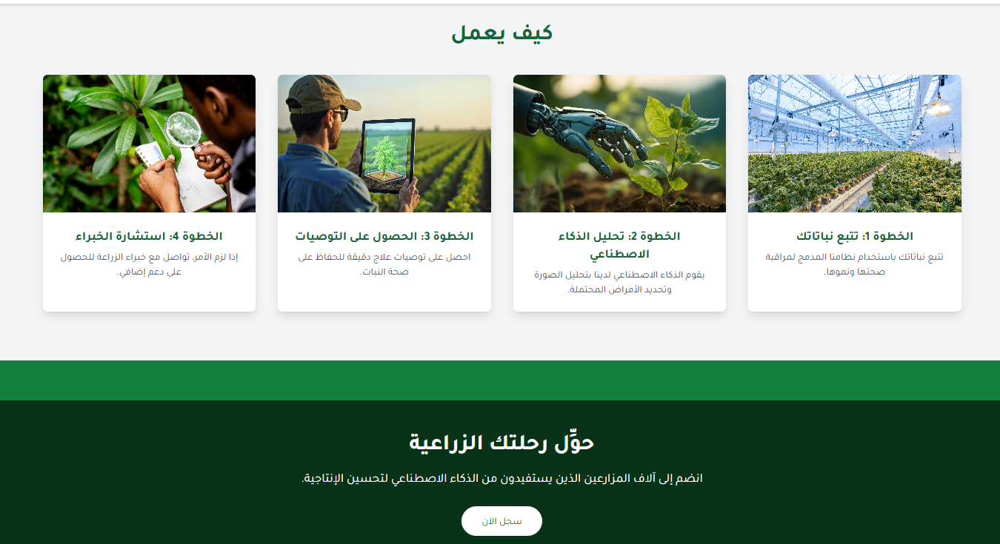 كيف يعمل
الخطوة 1: تتبع نباتاتك
تتبع نباتاتك باستخدام نظامنا المدمج لمراقبة
صحتها ونموها.
الخطوة 2: تحليل الذكاء
الاصطناعي
يقوم الذكاء الاصطناعي لدينا بتحليل الصورة
وتحديد الأمراض المحتملة.
الخطوة 3: الحصول على التوصيات
احصل على توصيات علاج دقيقة للحفاظ على
صحة النبات.
الخطوة 4: استشارة الخبراء
إذا لزم الأمر، تواصل مع خبراء الزراعة للحصول
على دعم إضافي.
حوِّل رحلتك الزراعية
انضم إلى آلاف المزارعين الذين يستفيدون من الذكاء الاصطناعي لتحسين الإنتاجية.
سجل الآن